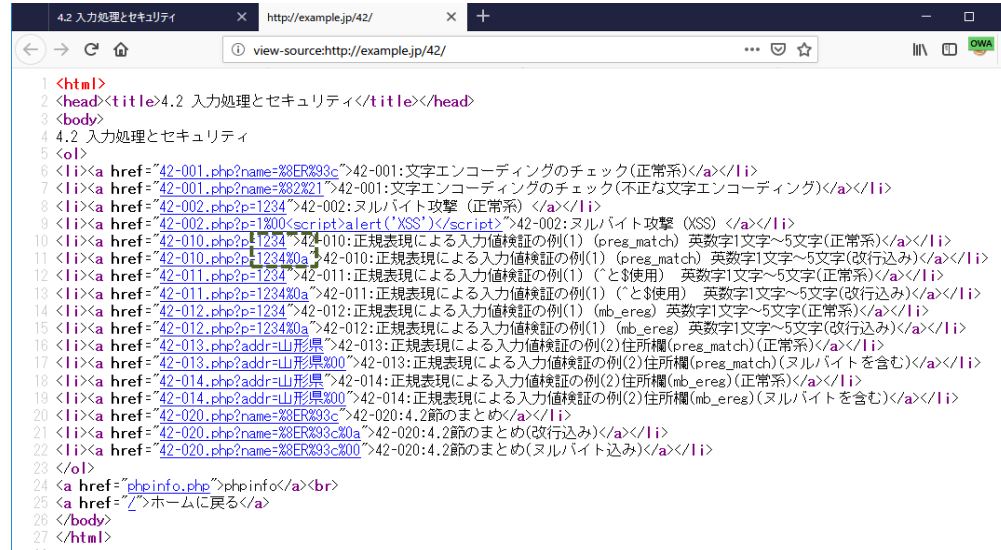 4.2 入力処理とセキュリティ
http://example.jp/42/
view-source:http://example.jp/42/
OWA
1 <html>
2 <head><title>4.2 入力処理とセキュリティ</title></head>
3 <body>
4 4.2 入力処理とセキュリティ
5 <ol>
6 <li><a href="42-001.php?name=%8ER%93c">42-001:文字エンコーディングのチェック(正常系)</a></li>
7 <li><a href="42-001.php?name=%82%21">42-001:文字エンコーディングのチェック(不正な文字エンコーディング)</a></li>
8 <li><a href="42-002.php?p=1234">42-002:ヌルバイト攻撃 (正常系) </a></li>
9 <li><a href="42-002.php?p=1%00<script>alert('XSS')</script>">42-002:ヌルバイト攻撃 (XSS) </a></li>
10 <li><a href="42-010.php?p=1234">42-010:正規表現による入力値検証の例(1) (preg_match) 英数字1文字~5文字(正常系)</a></li>
11 <li><a href="42-010.php?p=1234%0a">42-010:正規表現による入力値検証の例(1) (preg_match) 英数字1文字~5文字(改行込み)</a></li>
12 <li><a href="42-011.php?p=1234">42-011:正規表現による入力値検証の例(1) (^と$使用) 英数字1文字~5文字(正常系)</a></li>
13 <li><a href="42-011.php?p=1234%0a">42-011:正規表現による入力値検証の例(1) (^と$使用) 英数字1文字~5文字(改行込み)</a></li>
14 <li><a href="42-012.php?p=1234">42-012:正規表現による入力値検証の例(1) (mb_ereg) 英数字1文字~5文字(正常系)</a></li>
15 <li><a href="42-012.php?p=1234%0a">42-012:正規表現による入力値検証の例(1) (mb_ereg) 英数字1文字~5文字(改行込み)</a></li>
16 <li><a href="42-013.php?addr=山形県">42-013:正規表現による入力値検証の例(2)住所欄(preg_match)(正常系)</a></li>
17 <li><a href="42-013.php?addr=山形県%00">42-013:正規表現による入力値検証の例(2)住所欄(preg_match)(ヌルバイトを含む)</a></li>
18 <li><a href="42-014.php?addr=山形県">42-014:正規表現による入力値検証の例(2)住所欄(mb_ereg)(正常系)</a></li>
19 <li><a href="42-014.php?addr=山形県%00">42-014:正規表現による入力値検証の例(2)住所欄(mb_ereg)(ヌルバイトを含む)</a></li>
20 <li><a href="42-020.php?name=%8ER%93c">42-020:4.2節のまとめ</a></li>
21 <li><a href="42-020.php?name=%8ER%93c%0a">42-020:4.2節のまとめ(改行込み)</a></li>
22 <li><a href="42-020.php?name=%8ER%93c%00">42-020:4.2節のまとめ(ヌルバイト込み)</a></li>
23 </ol>
24 <a href="phpinfo.php">phpinfo</a><br>
25 <a href="/">ホームに戻る</a>
26 </body>
27 </html>